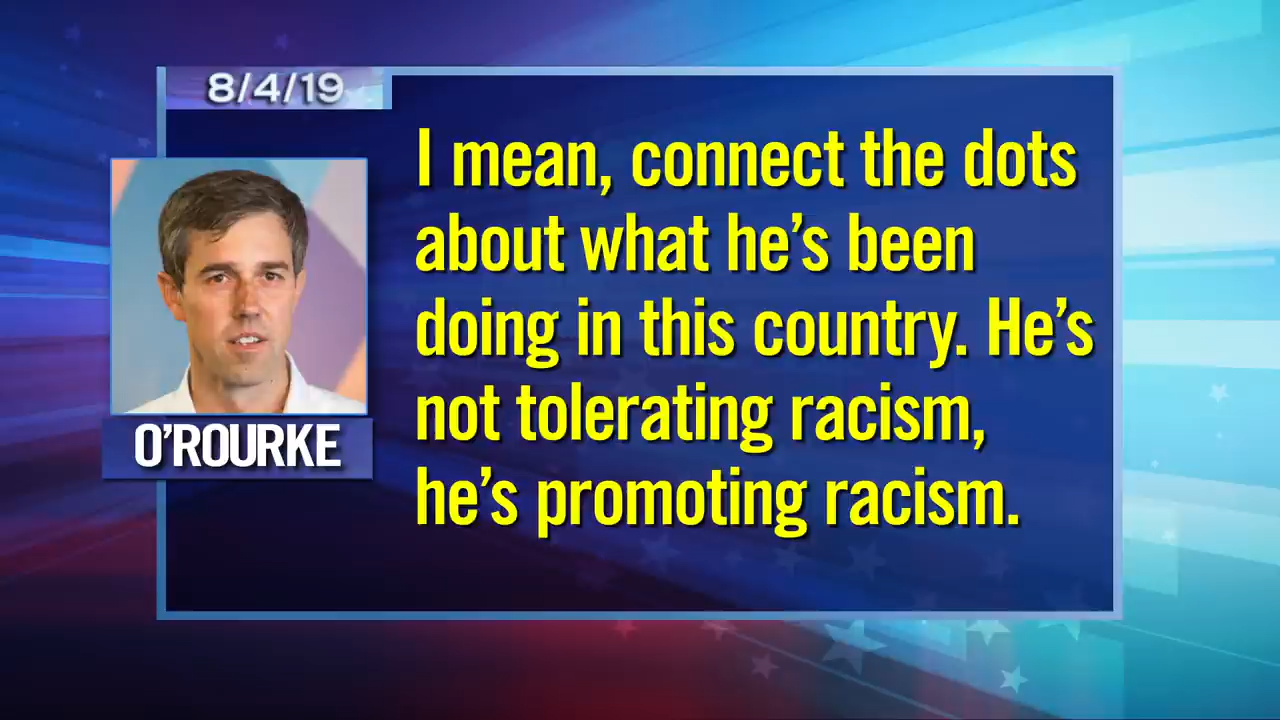 8/4/19
I mean, connect the dots
about what he’s been
doing in this country. He’s
not tolerating racism,
he’s promoting racism.
O’ROURKE